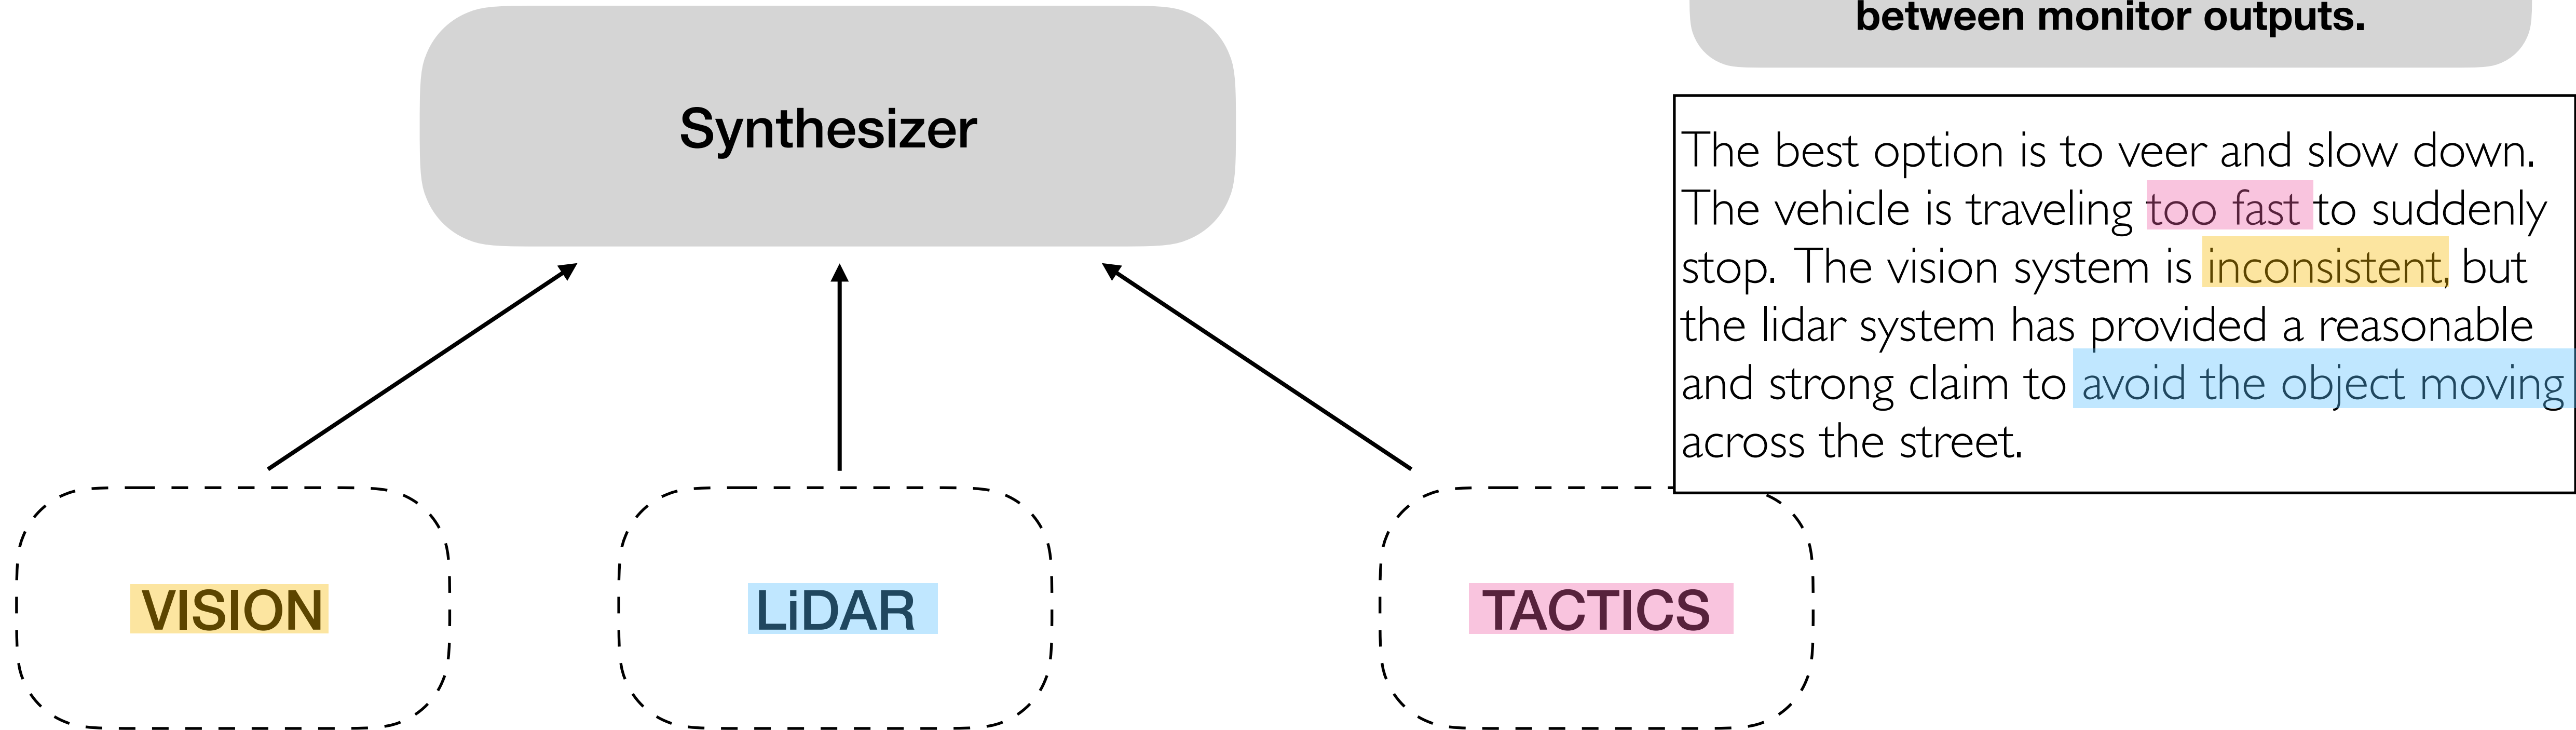 between monitor outputs.
Synthesizer
The best option is to veer and slow down.
The vehicle is traveling too fast to suddenly
stop. The vision system is inconsistent, but
the lidar system has provided a reasonable
and strong claim to avoid the object moving
across the street.
VISION
LiDAR
TACTICS